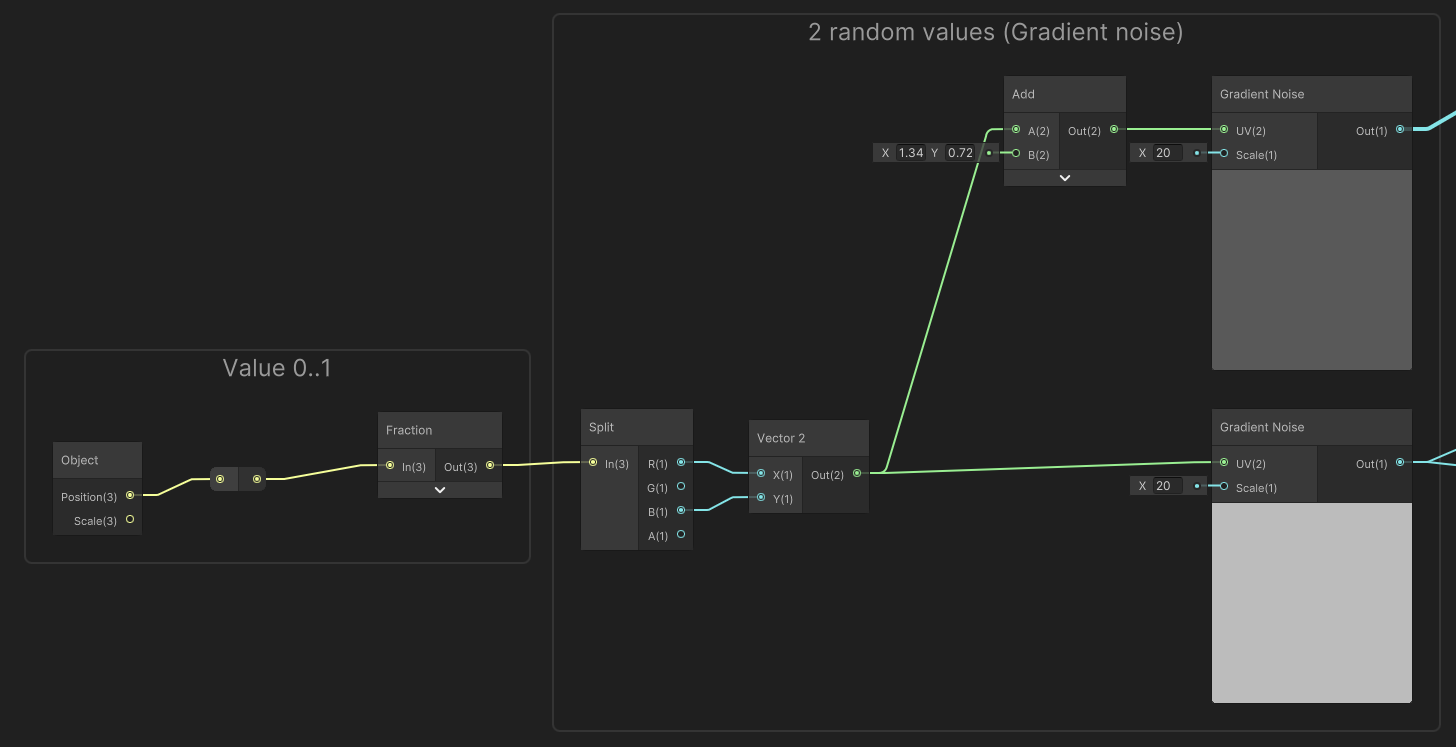 2 random values (Gradient noise)
Add
A(2)
Out(2)
B(2)
X 1.34 Y 0.72
Gradient Noise
UV(2)
Out(1)
Scale(1)
X 20
Value 0..1
Object
Position(3)
Scale(3)
Fraction
In(3)
Out(3)
Split
In(3)
R(1)
G(1)
B(1)
A(1)
Vector 2
X(1)
Out(2)
Y(1)
Gradient Noise
UV(2)
Out(1)
Scale(1)
X 20